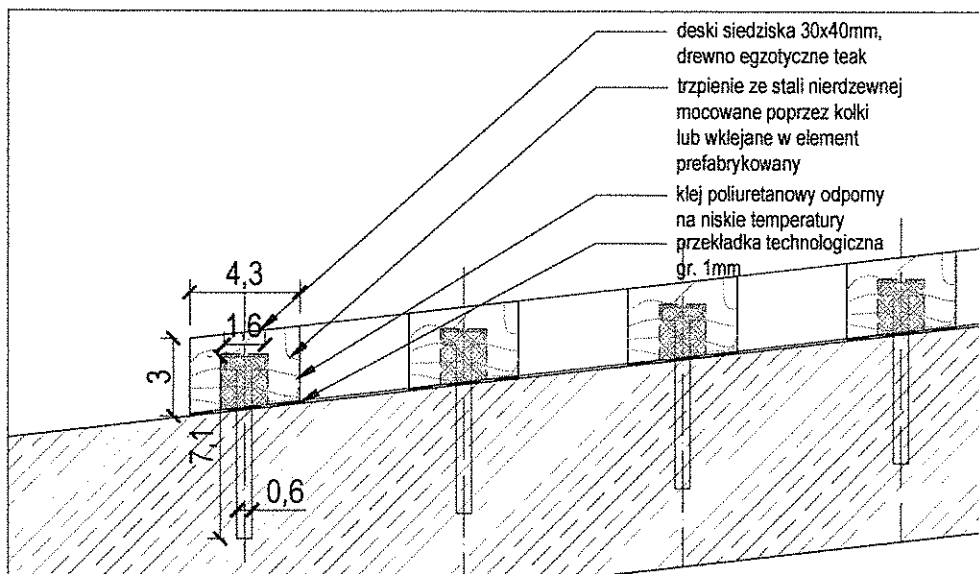 deski siedziska 30x40mm,
drewno egzotyczne teak
trzpienie ze stali nierdzewnej
mocowane poprzez kołki
lub wklejane w element
prefabrykowany
klej poliuretanowy odporny
na niskie temperatury
przekładka technologiczna
gr. 1mm
4,3
1,6
3
7,1
0,6